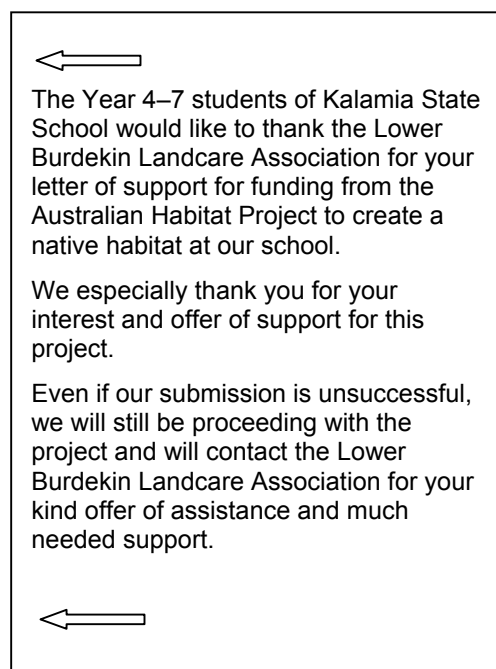 The Year 4–7 students of Kalamia State
School would like to thank the Lower
Burdekin Landcare Association for your
letter of support for funding from the
Australian Habitat Project to create a
native habitat at our school.
We especially thank you for your
interest and offer of support for this
project.
Even if our submission is unsuccessful,
we will still be proceeding with the
project and will contact the Lower
Burdekin Landcare Association for your
kind offer of assistance and much
needed support.